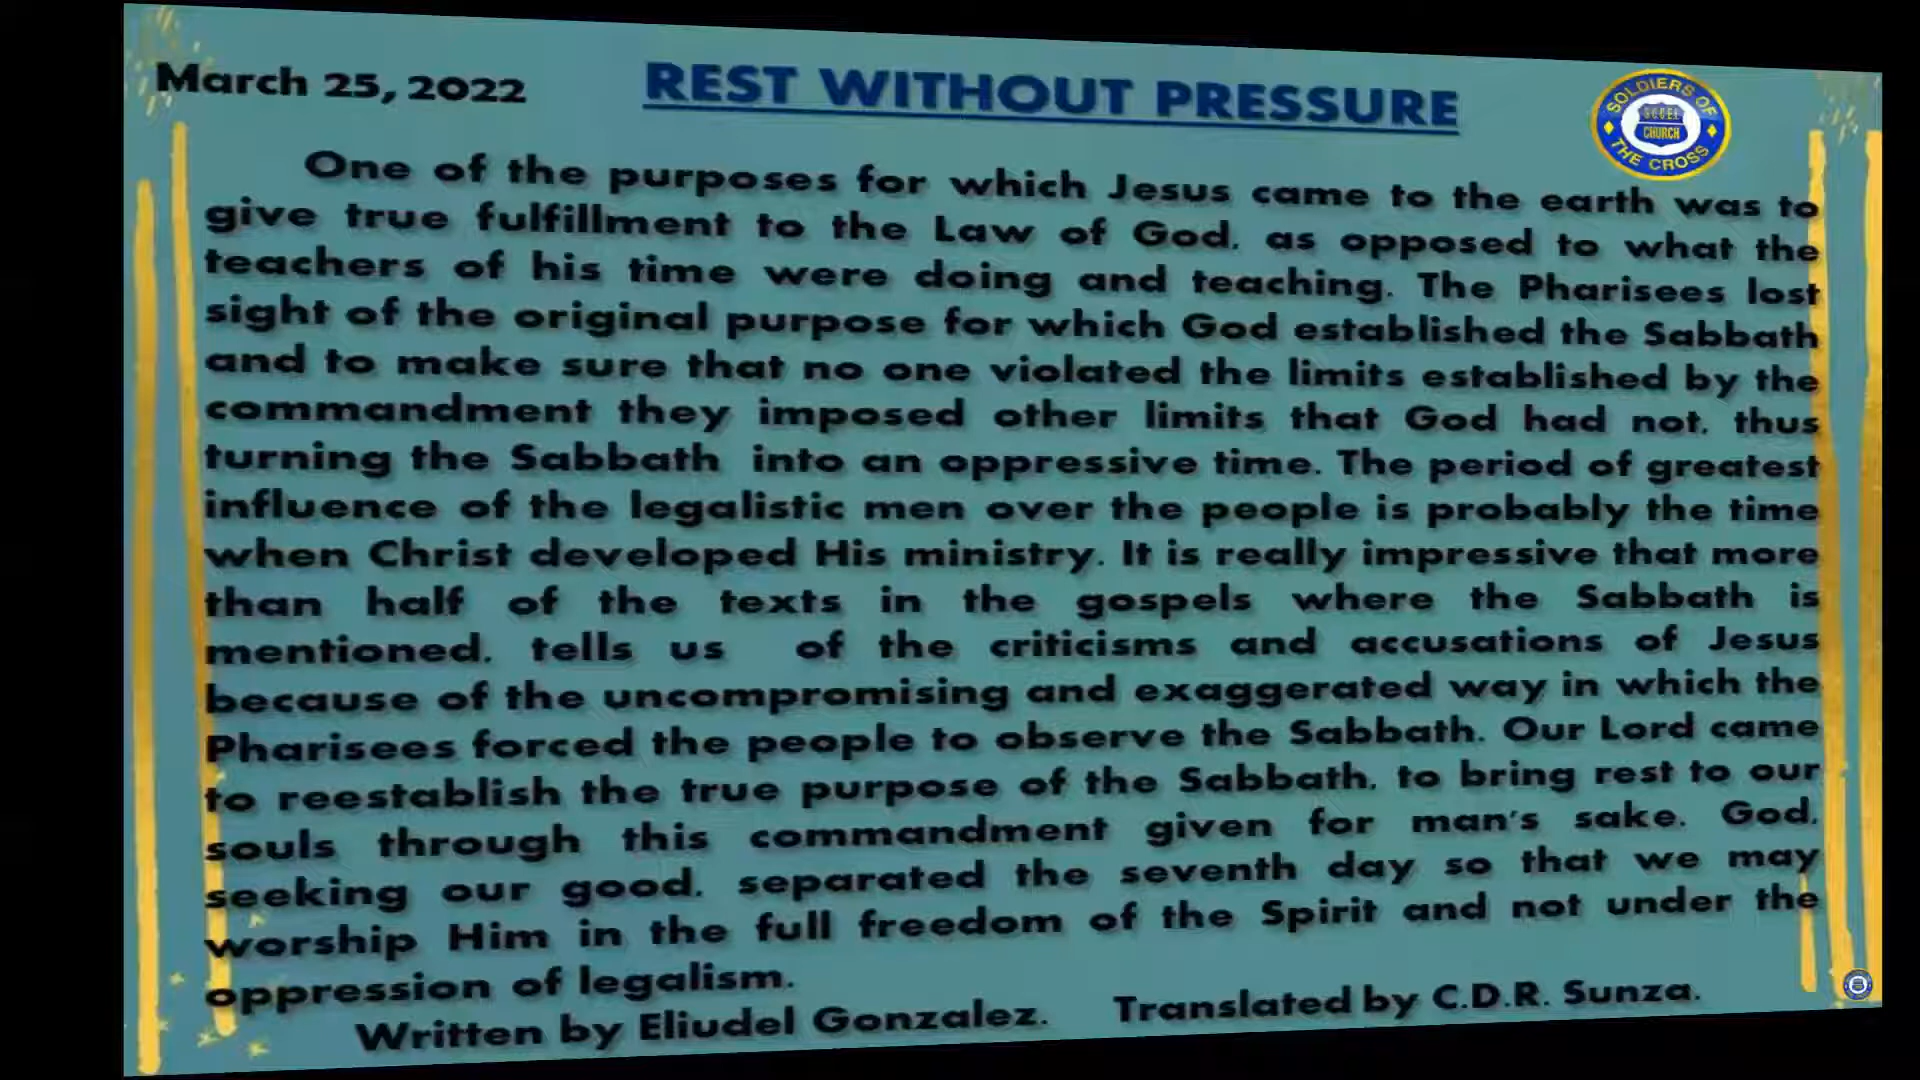 March 25, 2022
REST WITHOUT PRESSURE
SOLDIERS OF
CHURCH
THE CROSS
One of the purposes for which Jesus came to the earth was to
give true fulfillment to the Law of God, as opposed to what the
teachers of his time were doing and teaching. The Pharisees lost
sight of the original purpose for which God established the Sabbath
and to make sure that no one violated the limits established by the
commandment they imposed other limits that God had not, thus
turning the Sabbath into an oppressive time. The period of greatest
influence of the legalistic men over the people is probably the time
when Christ developed His ministry. It is really impressive that more
than half of the texts in the gospels where the Sabbath is
mentioned, tells us of the criticisms and accusations of Jesus
because of the uncompromising and exaggerated way in which the
Pharisees forced the people to observe the Sabbath. Our Lord came
to reestablish the true purpose of the Sabbath, to bring rest to our
souls through this commandment given for man's sake. God,
seeking our good, separated the seventh day so that we may
worship Him in the full freedom of the Spirit and not under the
oppression of legalism.
Written by Eliudel Gonzalez. Translated by C.D.R. Sunza.